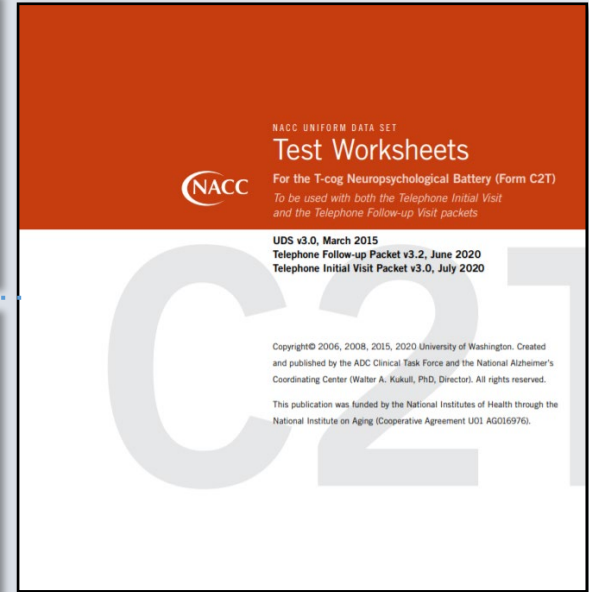 NACC UNIFORM DATA SET
Test Worksheets
NACC
For the T-cog Neuropsychological Battery (Form C2T)
To be used with both the Telephone Initial Visit
and the Telephone Follow-up Visit packets
UDS v3.0, March 2015
Telephone Follow-up Packet v3.2, June 2020
Telephone Initial Visit Packet v3.0, July 2020
C2T
Copyright© 2006, 2008, 2015, 2020 University of Washington. Created
and published by the ADC Clinical Task Force and the National Alzheimer's
Coordinating Center (Walter A. Kukull, PhD, Director). All rights reserved.
This publication was funded by the National Institutes of Health through the
National Institute on Aging (Cooperative Agreement U01 AG016976).